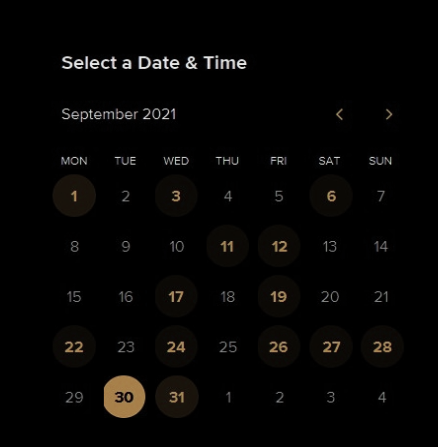 Select a Date & Time
September 2021
MON TUE WED THU FRI SAT SUN
1 2 3 4 5 6 7
8 9 10 11 12 13 14
15 16 17 18 19 20 21
22 23 24 25 26 27 28
29 30 31 1 2 3 4